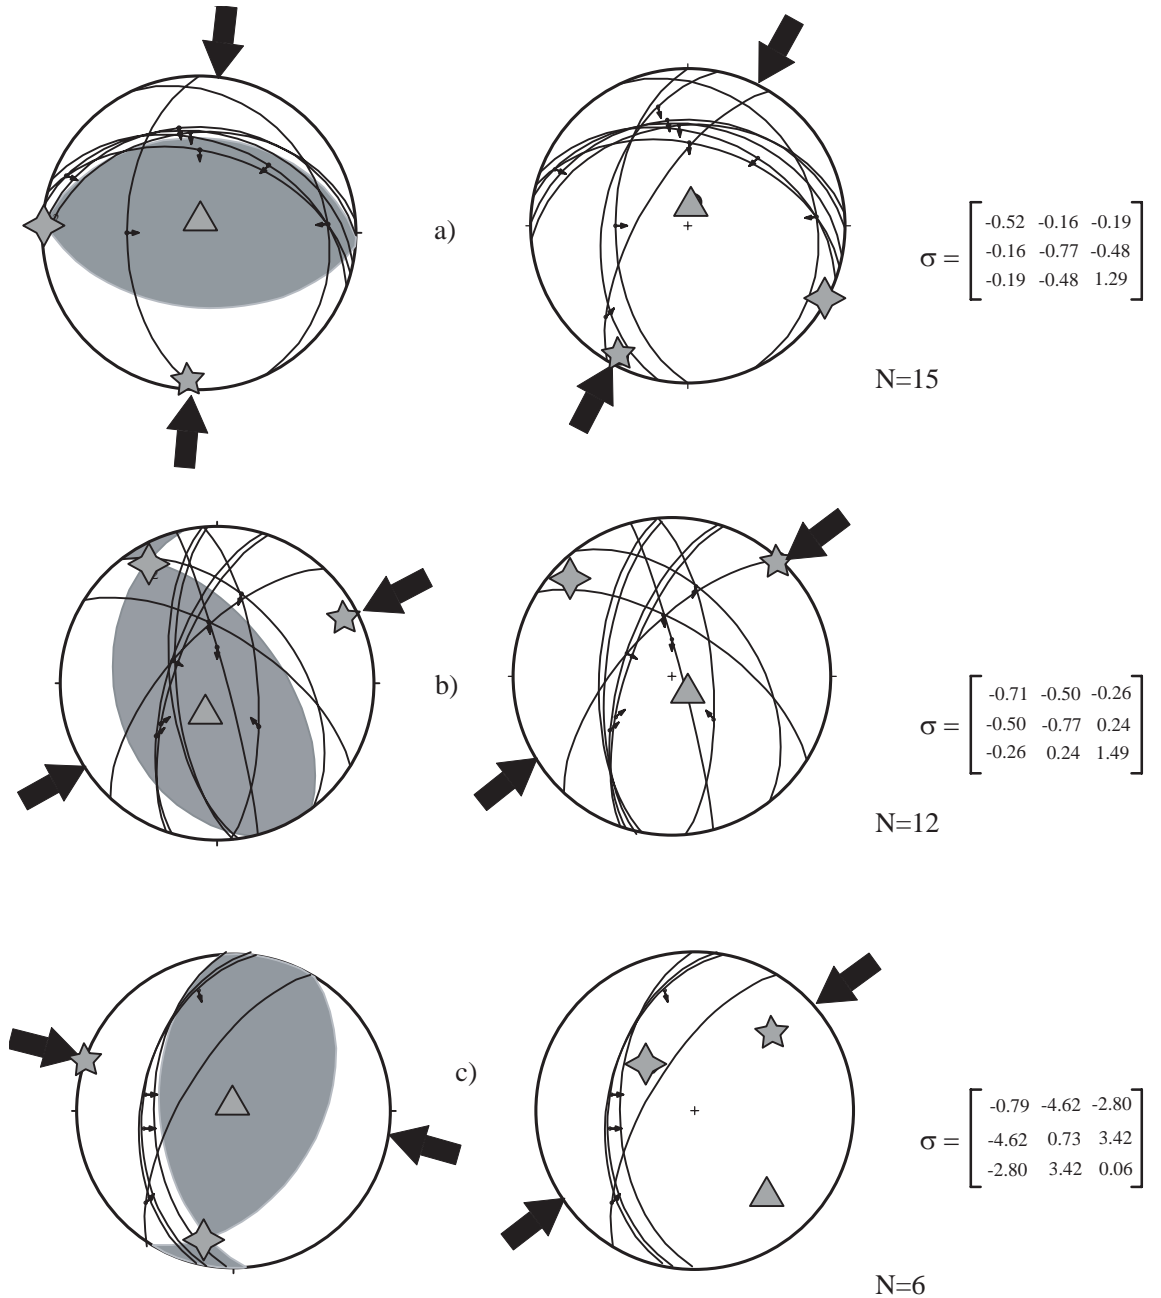 a)
σ = [ -0.52 -0.16 -0.19
-0.16 -0.77 -0.48
-0.19 -0.48 1.29 ]
N=15
b)
σ = [ -0.71 -0.50 -0.26
-0.50 -0.77 0.24
-0.26 0.24 1.49 ]
N=12
c)
σ = [ -0.79 -4.62 -2.80
-4.62 0.73 3.42
-2.80 3.42 0.06 ]
N=6